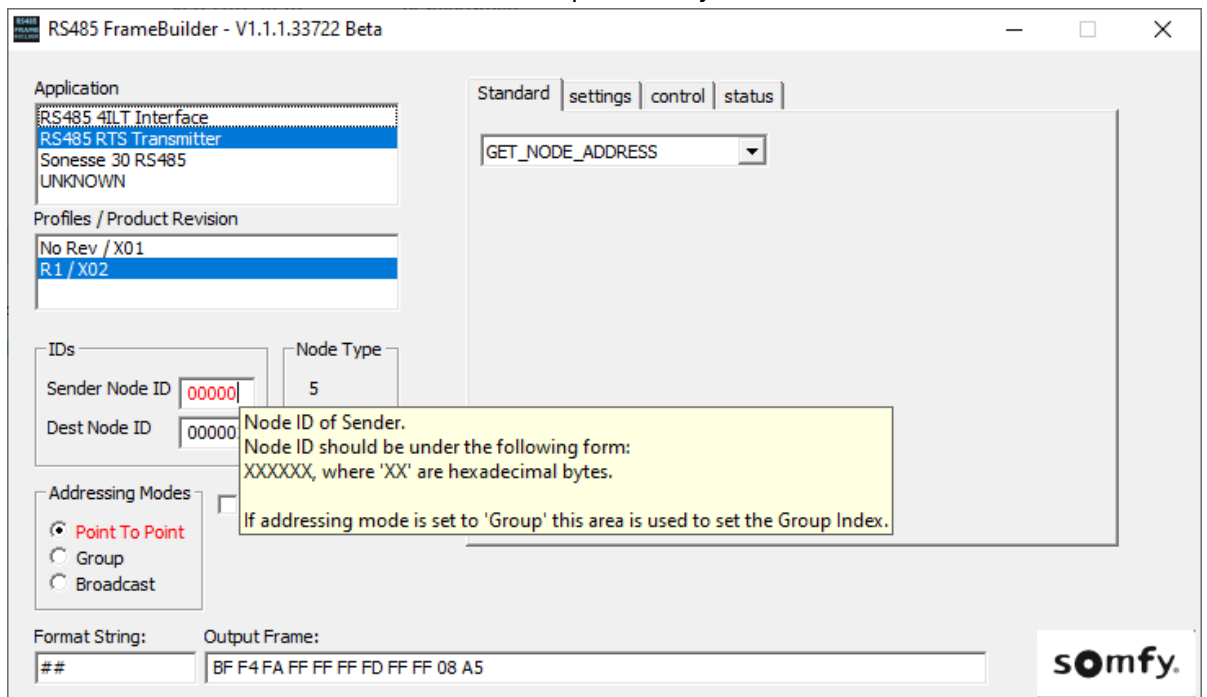 RS485 FrameBuilder - V1.1.1.33722 Beta
Application
RS485 4ILT Interface
RS485 RTS Transmitter
Sonesse 30 RS485
UNKNOWN
Profiles / Product Revision
No Rev / X01
R1 / X02
IDs
Sender Node ID 00000
Dest Node ID 00000
Node Type
5
Addressing Modes
Point To Point
Group
Broadcast
Standard settings control status
GET_NODE_ADDRESS
Node ID of Sender.
Node ID should be under the following form:
XXXXXX, where 'XX' are hexadecimal bytes.
If addressing mode is set to 'Group' this area is used to set the Group Index.
Format String:
##
Output Frame:
BF F4 FA FF FF FF FD FF FF 08 A5
somfy.